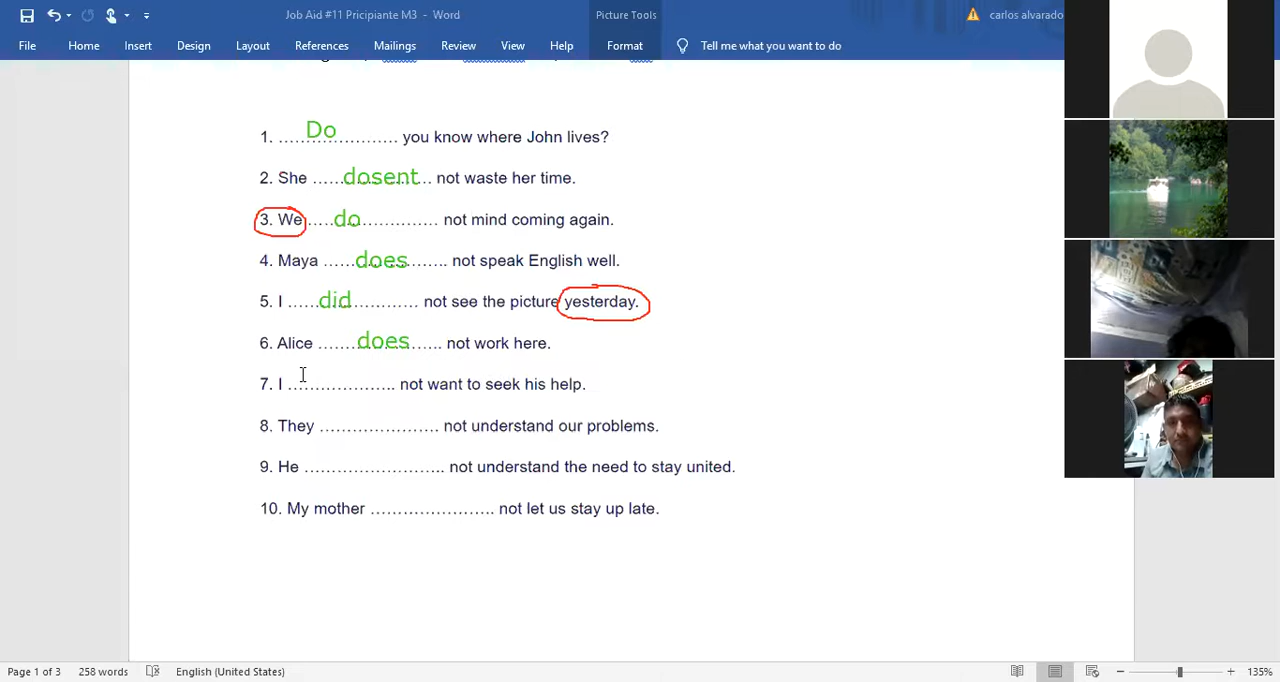 Job Aid #11 Pricipiante M3 - Word
Picture Tools
carlos alvarado
File Home Insert Design Layout References Mailings Review View Help Format Tell me what you want to do
1. ....Do.... you know where John lives?
2. She ....dosent.... not waste her time.
3. We ....do.... not mind coming again.
4. Maya ....does.... not speak English well.
5. I ....did.... not see the picture yesterday.
6. Alice ....does.... not work here.
7. I .................... not want to seek his help.
8. They ...................... not understand our problems.
9. He ......................... not understand the need to stay united.
10. My mother ...................... not let us stay up late.
Page 1 of 3 258 words English (United States) 135%